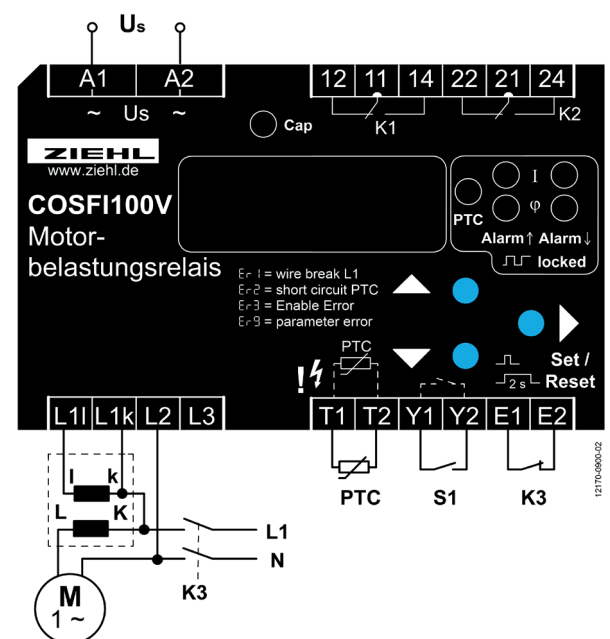 Us
A1 A2
12 11 14 22 21 24
~ Us ~
K1
K2
Cap
ZIEHL
www.ziehl.de
COSFI100V
Motor-
belastungsrelais
I
φ
PTC
Alarm↑ Alarm↓
locked
Er1 = wire break L1
Er2 = short circuit PTC
Er3 = Enable Error
Er9 = parameter error
PTC
!
Set /
2 s Reset
L1l L1k L2 L3
T1 T2 Y1 Y2 E1 E2
l k
L K
PTC S1 K3
12170-0900-02
L1
N
K3
M
1 ~